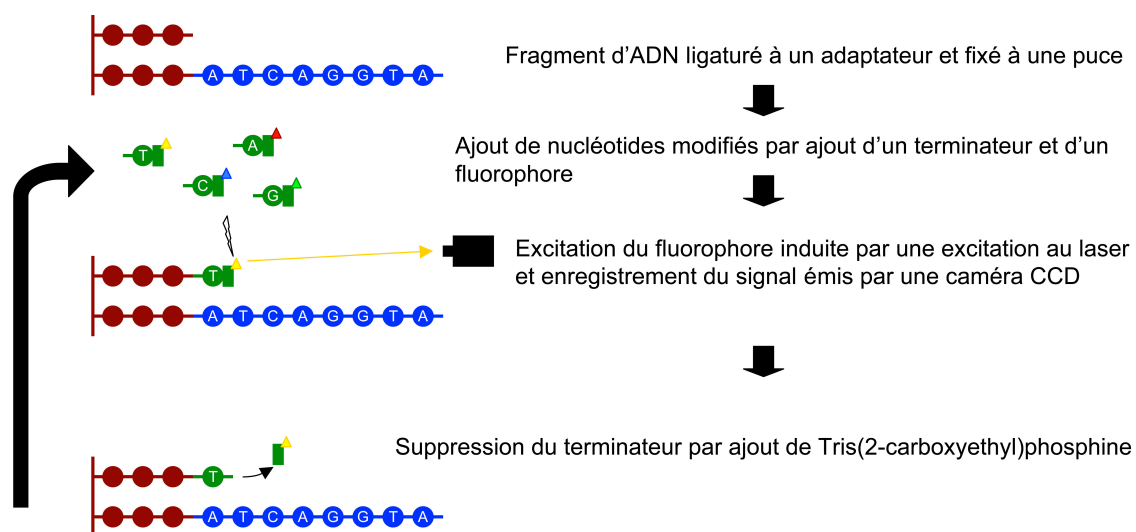 Fragment d'ADN ligaturé à un adaptateur et fixé à une puce
A T C A G G T A
T
A
C
G
Ajout de nucléotides modifiés par ajout d'un terminateur et d'un
fluorophore
Excitation du fluorophore induite par une excitation au laser
et enregistrement du signal émis par une caméra CCD
T
A T C A G G T A
Suppression du terminateur par ajout de Tris(2-carboxyethyl)phosphine
T
A T C A G G T A